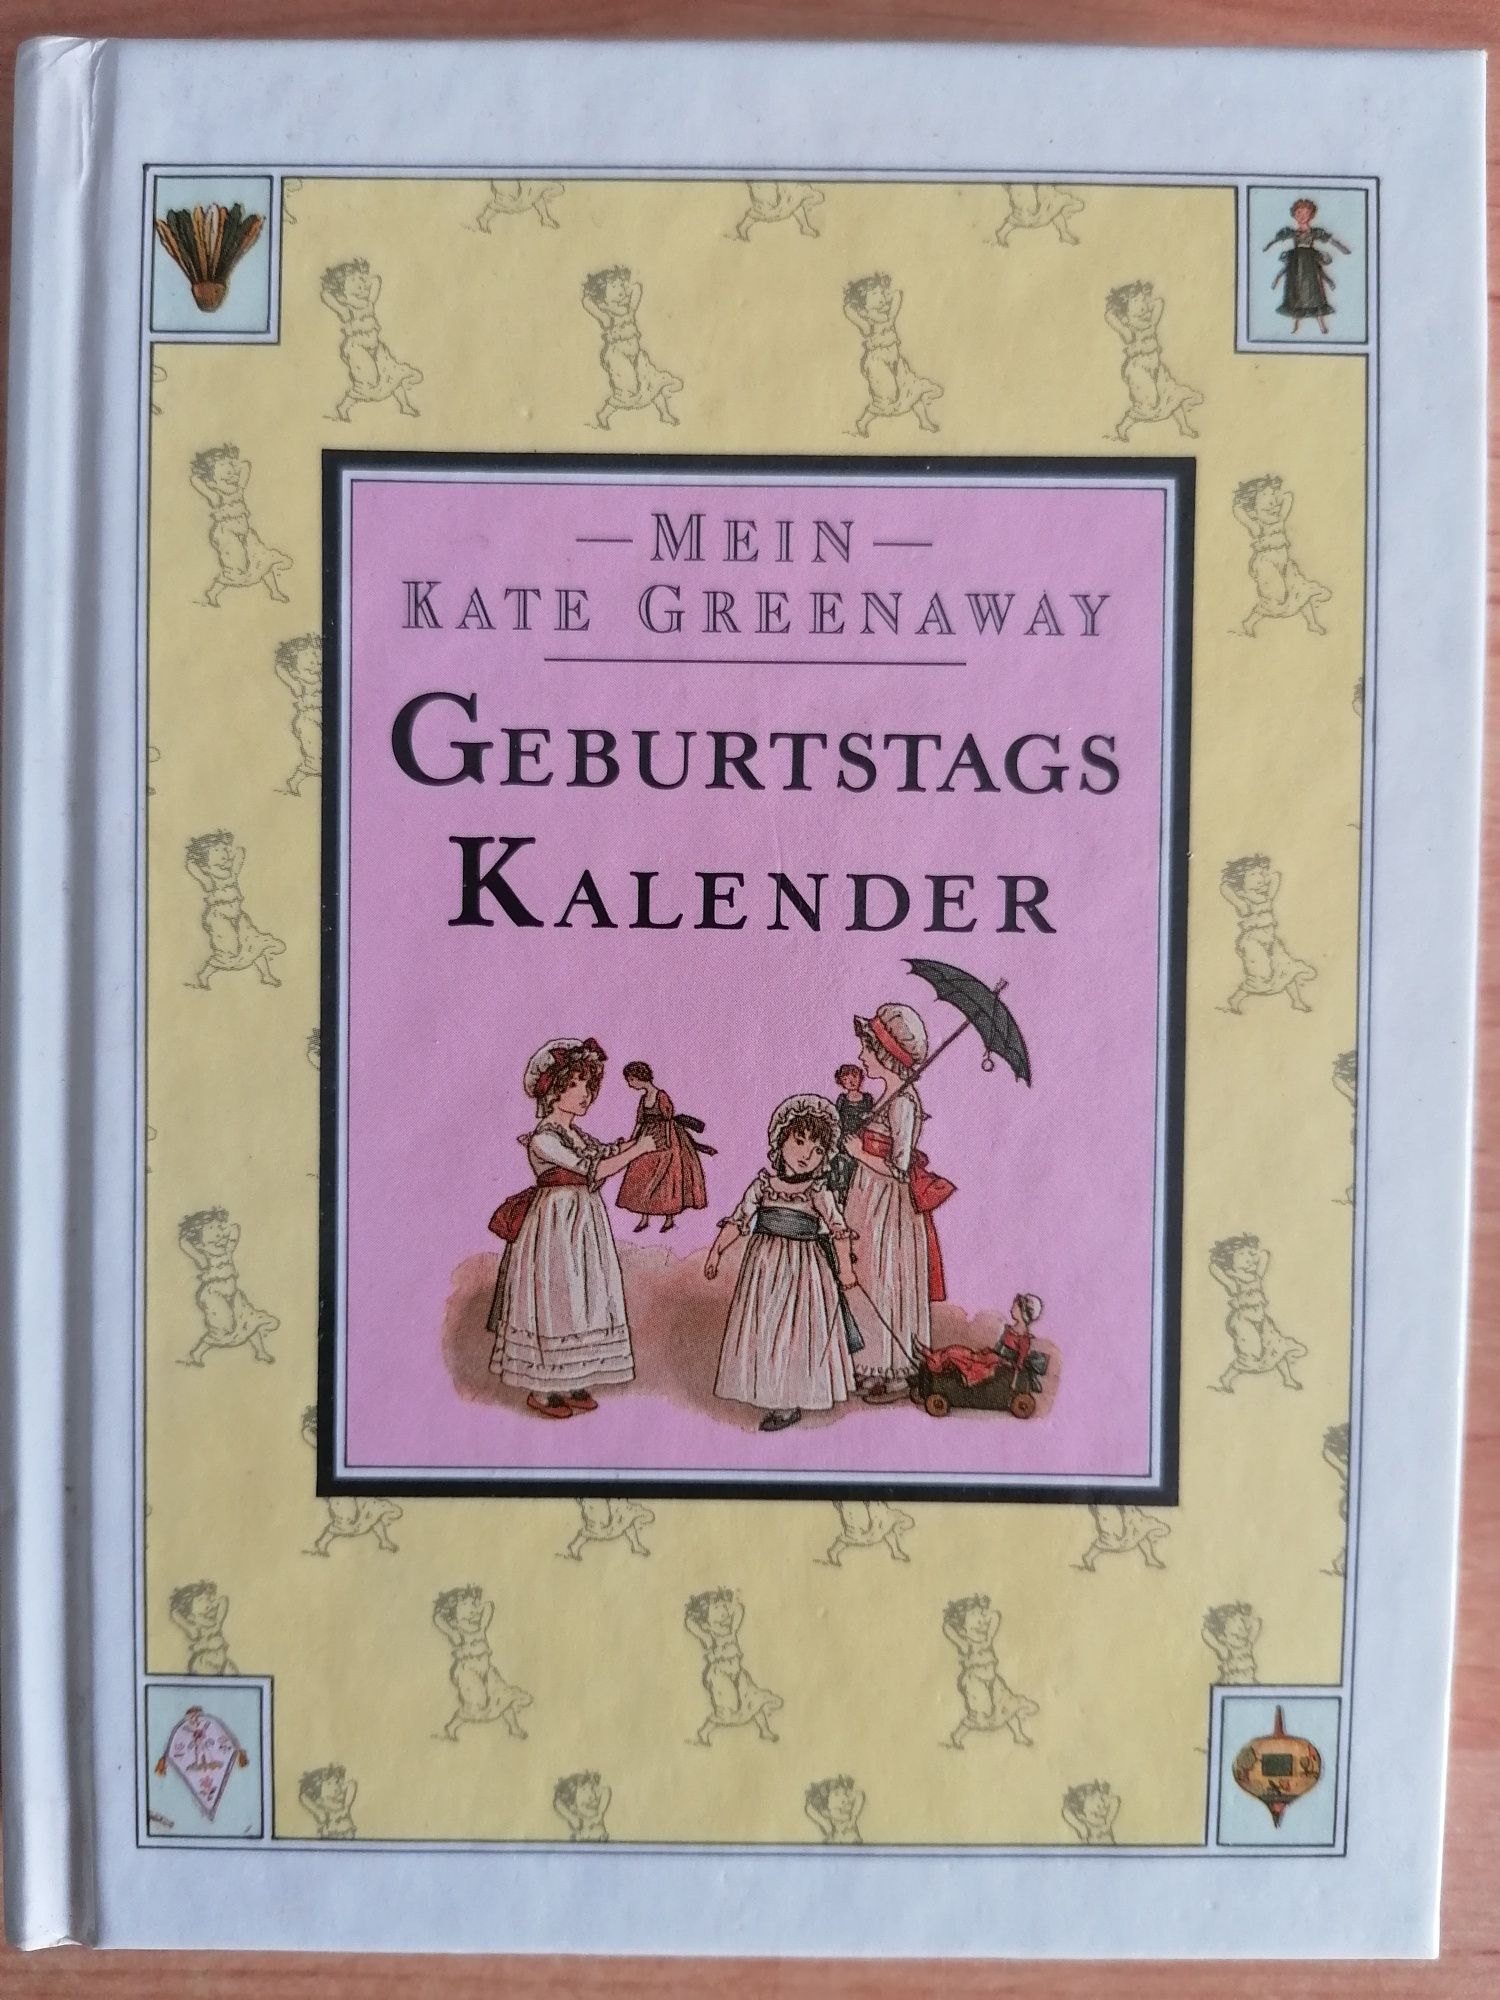 — MEIN —
KATE GREENAWAY
GEBURTSTAGS
KALENDER